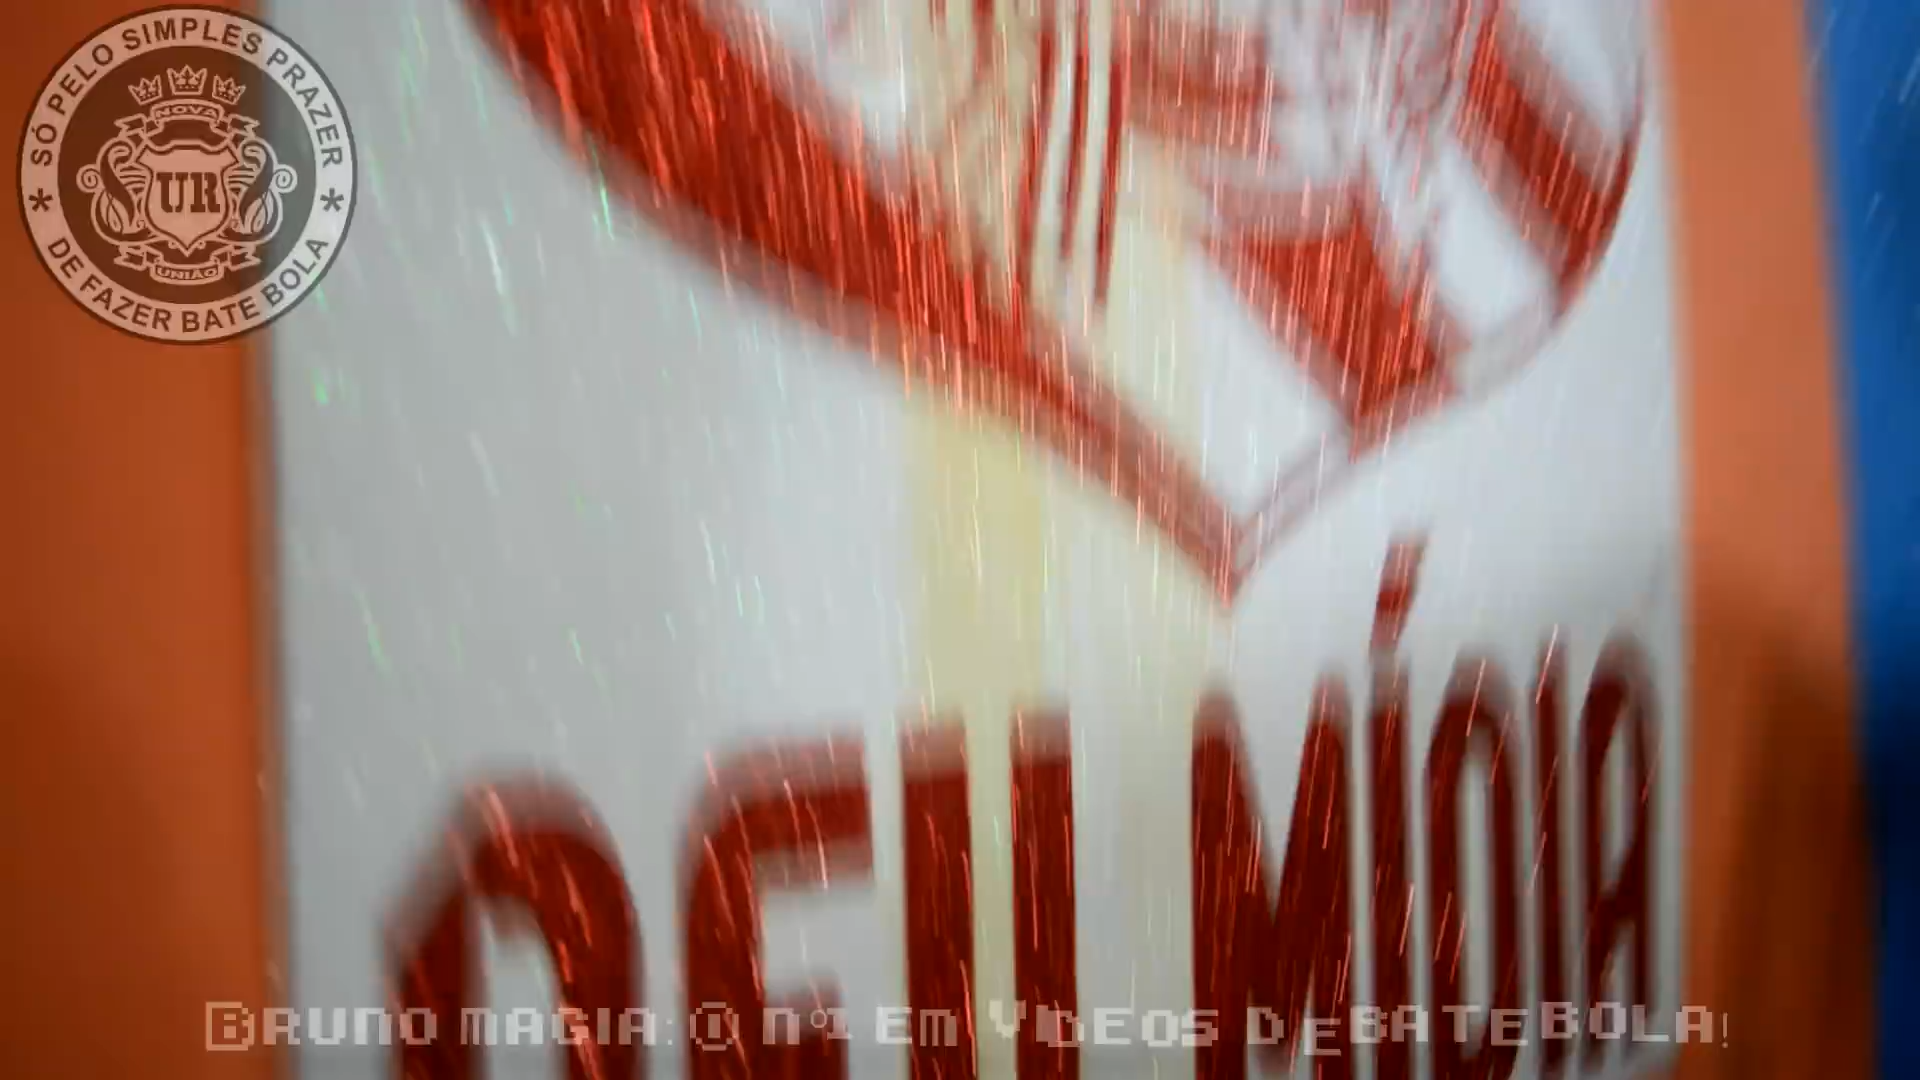 SÓ PELO SIMPLES PRAZER
NOVA
UR
UNIÃO
* DE FAZER BATE BOLA *
MÍDIA
BRUNO MAGIA: O Nº1 EM VIDEOS DE BATE BOLA!